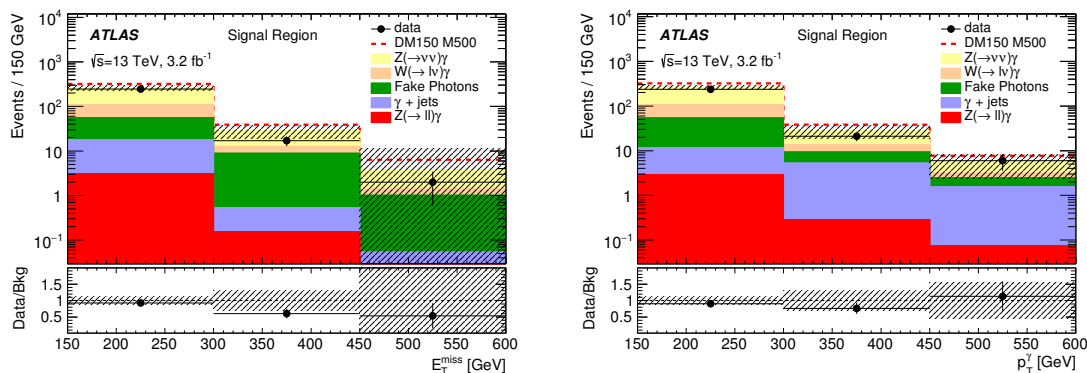 Events / 150 GeV
10⁴
10³
10²
10
1
10⁻¹
ATLAS
Signal Region
√s=13 TeV, 3.2 fb⁻¹
data
DM150 M500
Z(→νν)γ
W(→ lν)γ
Fake Photons
γ + jets
Z(→ ll)γ
Data/Bkg
1.5
1
0.5
150 200 250 300 350 400 450 500 550 600
E_T^miss [GeV]
Events / 150 GeV
10⁴
10³
10²
10
1
10⁻¹
ATLAS
Signal Region
√s=13 TeV, 3.2 fb⁻¹
data
DM150 M500
Z(→νν)γ
W(→ lν)γ
Fake Photons
γ + jets
Z(→ ll)γ
Data/Bkg
1.5
1
0.5
150 200 250 300 350 400 450 500 550 600
p_T^γ [GeV]